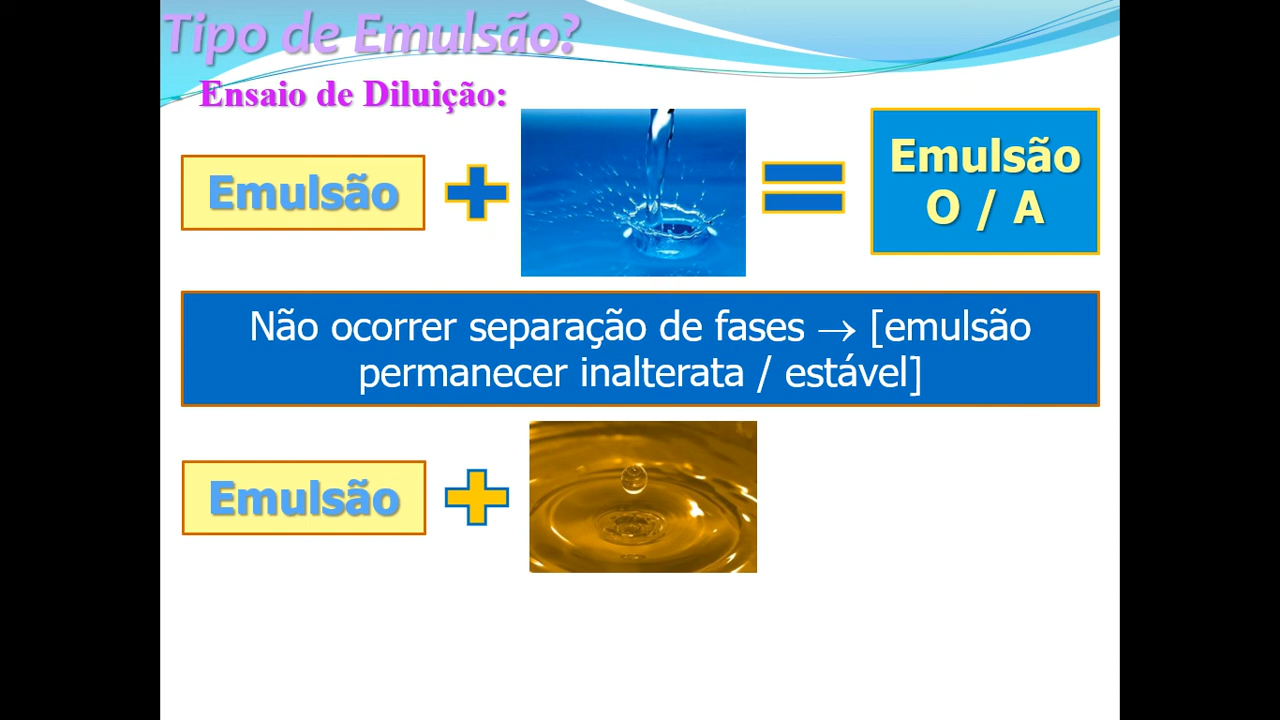 Tipo de Emulsão?
- Ensaio de Diluição:
Emulsão
Emulsão
O / A
Não ocorrer separação de fases → [emulsão
permanecer inalterata / estável]
Emulsão